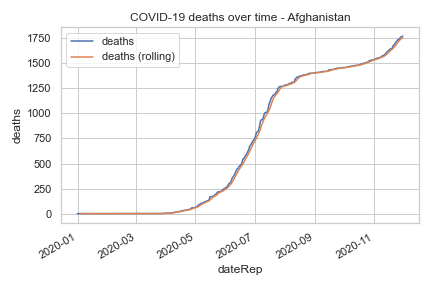 COVID-19 deaths over time - Afghanistan
deaths
deaths (rolling)
1750
1500
1250
1000
750
500
250
0
deaths
2020-01
2020-03
2020-05
2020-07
2020-09
2020-11
dateRep